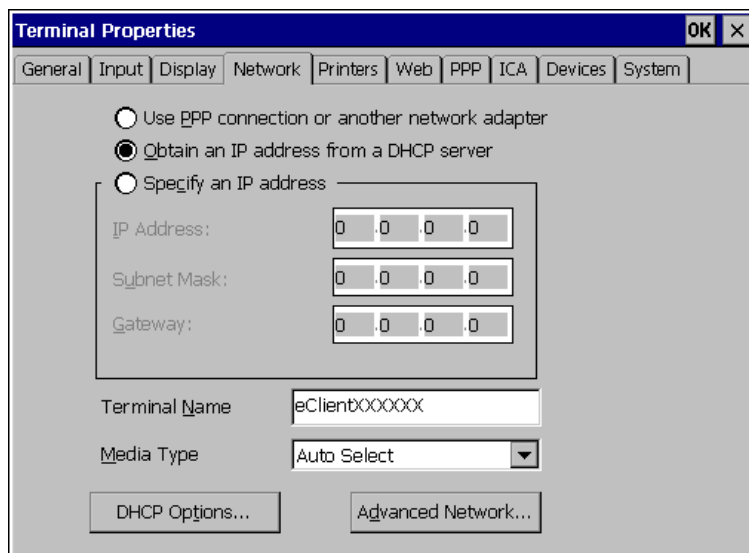 Terminal Properties OK ×
General Input Display Network Printers Web PPP ICA Devices System
Use PPP connection or another network adapter
Obtain an IP address from a DHCP server
Specify an IP address
IP Address: 0 .0 .0 .0
Subnet Mask: 0 .0 .0 .0
Gateway: 0 .0 .0 .0
Terminal Name eClientXXXXXX
Media Type Auto Select
DHCP Options... Advanced Network...